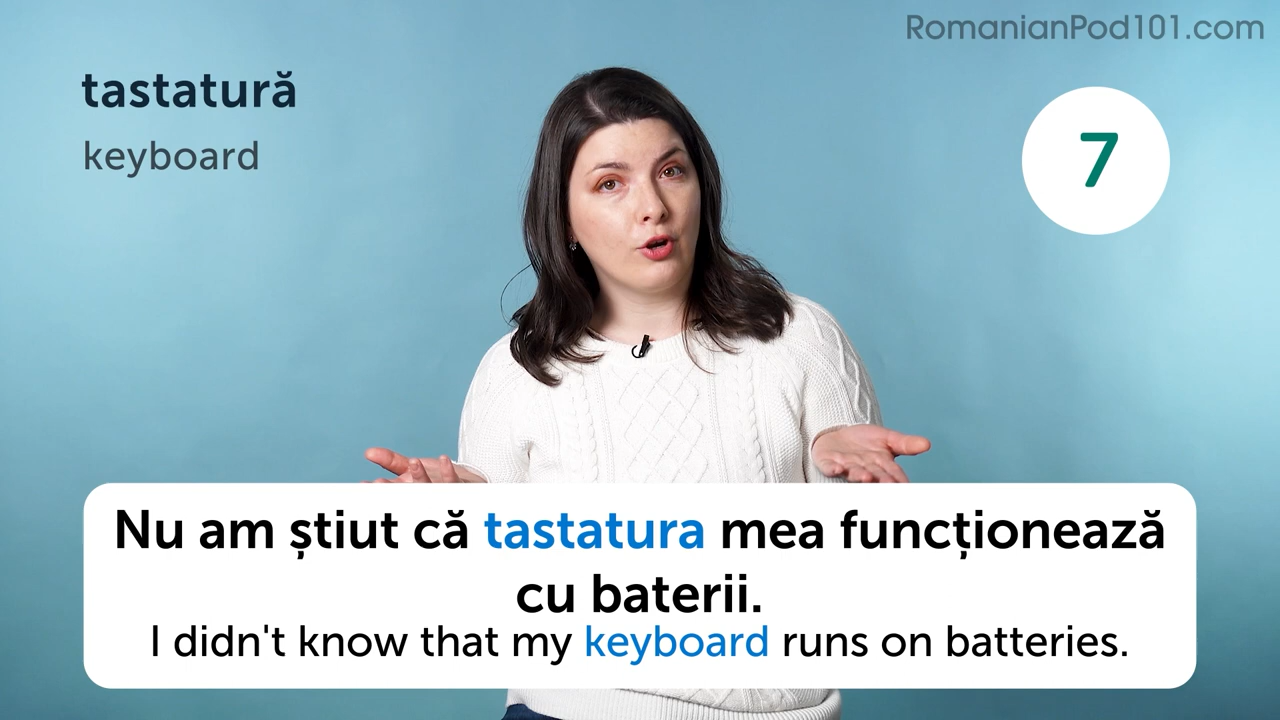 RomanianPod101.com
tastatură
keyboard
7
Nu am știut că tastatura mea funcționează
cu baterii.
I didn't know that my keyboard runs on batteries.